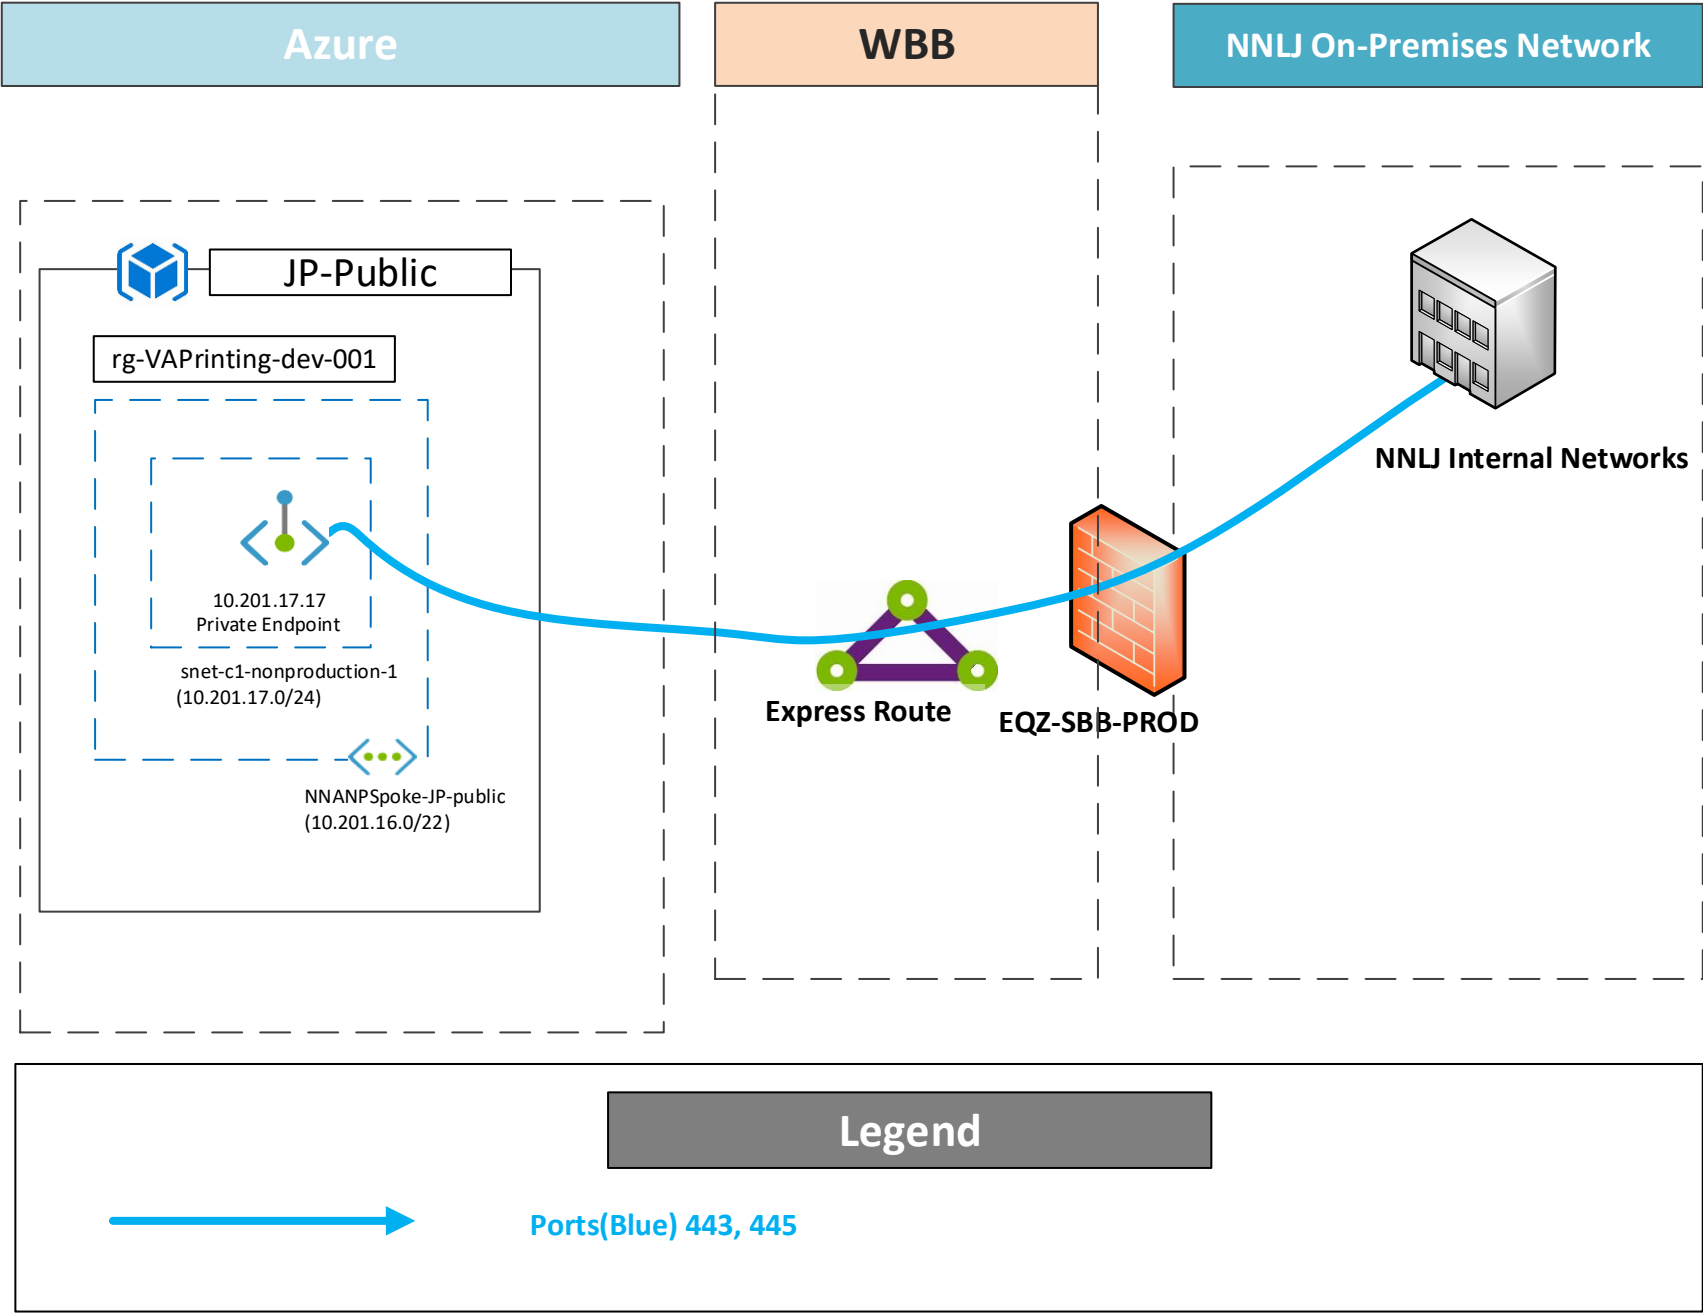 Azure
WBB
NNLJ On-Premises Network
JP-Public
rg-VAPrinting-dev-001
10.201.17.17
Private Endpoint
snet-c1-nonproduction-1
(10.201.17.0/24)
NNANPSpoke-JP-public
(10.201.16.0/22)
Express Route
EQZ-SBB-PROD
NNLJ Internal Networks
Legend
Ports(Blue) 443, 445